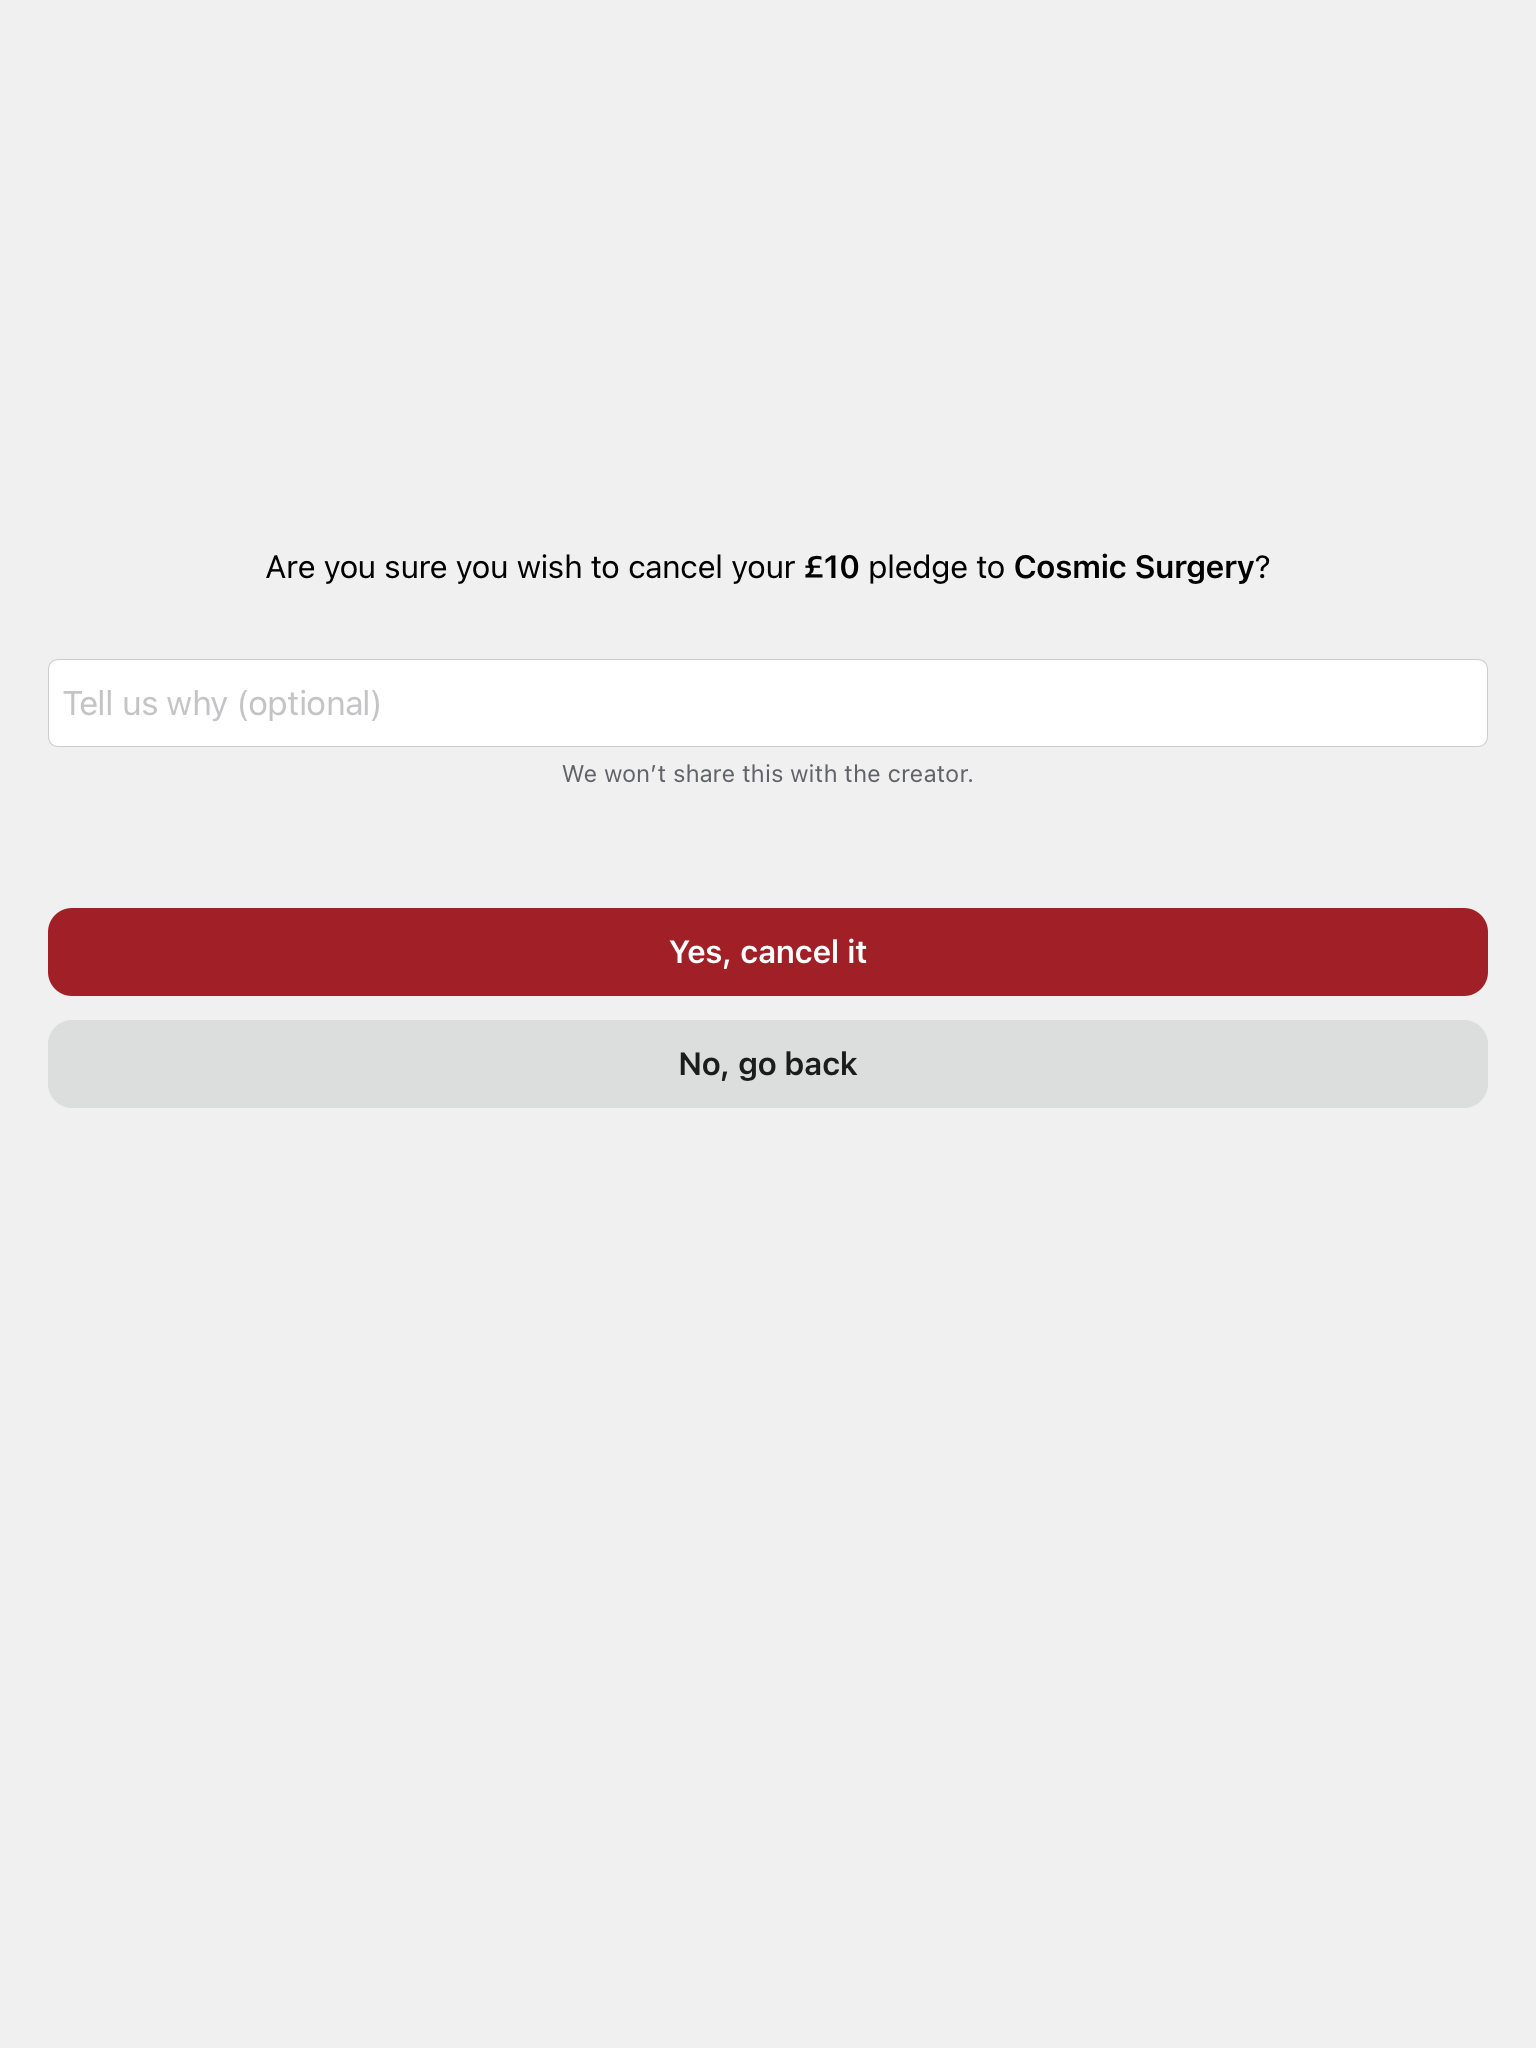 Are you sure you wish to cancel your £10 pledge to Cosmic Surgery?
Tell us why (optional)
We won’t share this with the creator.
Yes, cancel it
No, go back